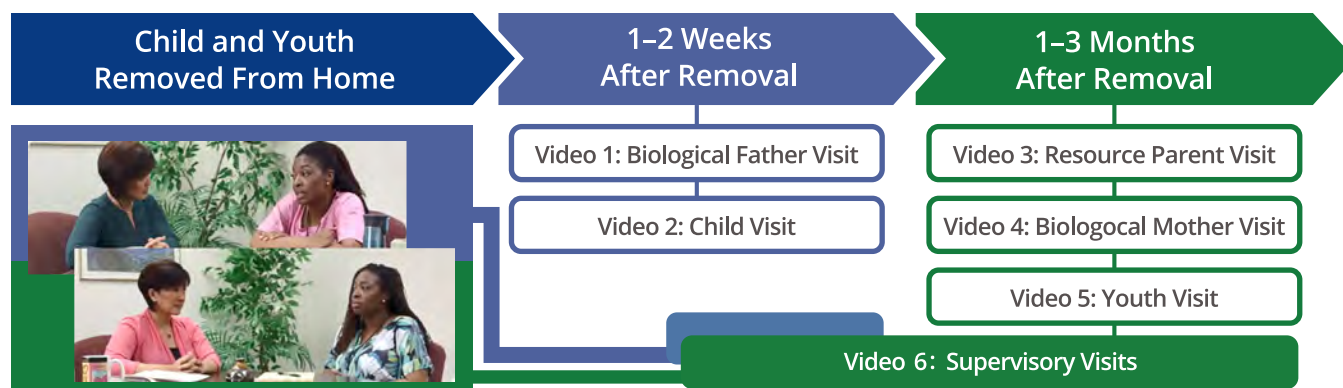 Child and Youth
Removed From Home
1–2 Weeks
After Removal
1–3 Months
After Removal
Video 1: Biological Father Visit
Video 2: Child Visit
Video 3: Resource Parent Visit
Video 4: Biologocal Mother Visit
Video 5: Youth Visit
Video 6: Supervisory Visits